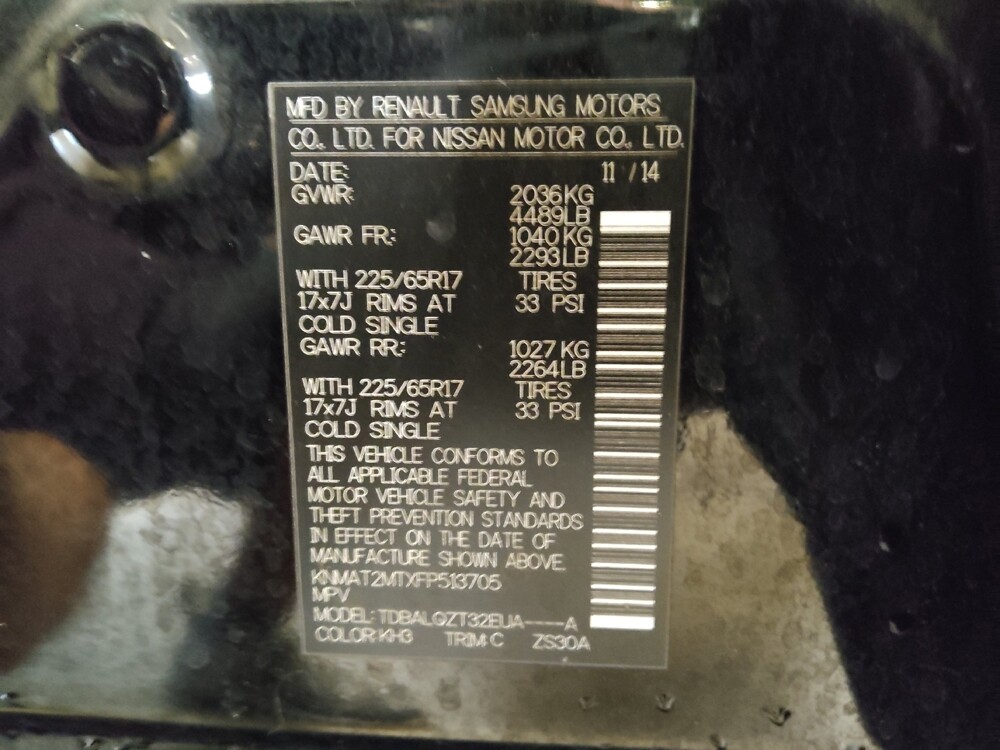 MFD BY RENAULT SAMSUNG MOTORS
CO., LTD. FOR NISSAN MOTOR CO., LTD.
DATE: 11 / 14
GVWR: 2036KG
4489LB
GAWR FR.: 1040KG
2293LB
WITH 225/65R17 TIRES
17x7J RIMS AT 33 PSI
COLD SINGLE
GAWR RR.: 1027 KG
2264LB
WITH 225/65R17 TIRES
17x7J RIMS AT 33 PSI
COLD SINGLE
THIS VEHICLE CONFORMS TO
ALL APPLICABLE FEDERAL
MOTOR VEHICLE SAFETY AND
THEFT PREVENTION STANDARDS
IN EFFECT ON THE DATE OF
MANUFACTURE SHOWN ABOVE.
KNMAT2MTXFP513705
MPV
MODEL: TDBALQZT32EUA----A
COLOR:KH3 TRIM:C ZS30A